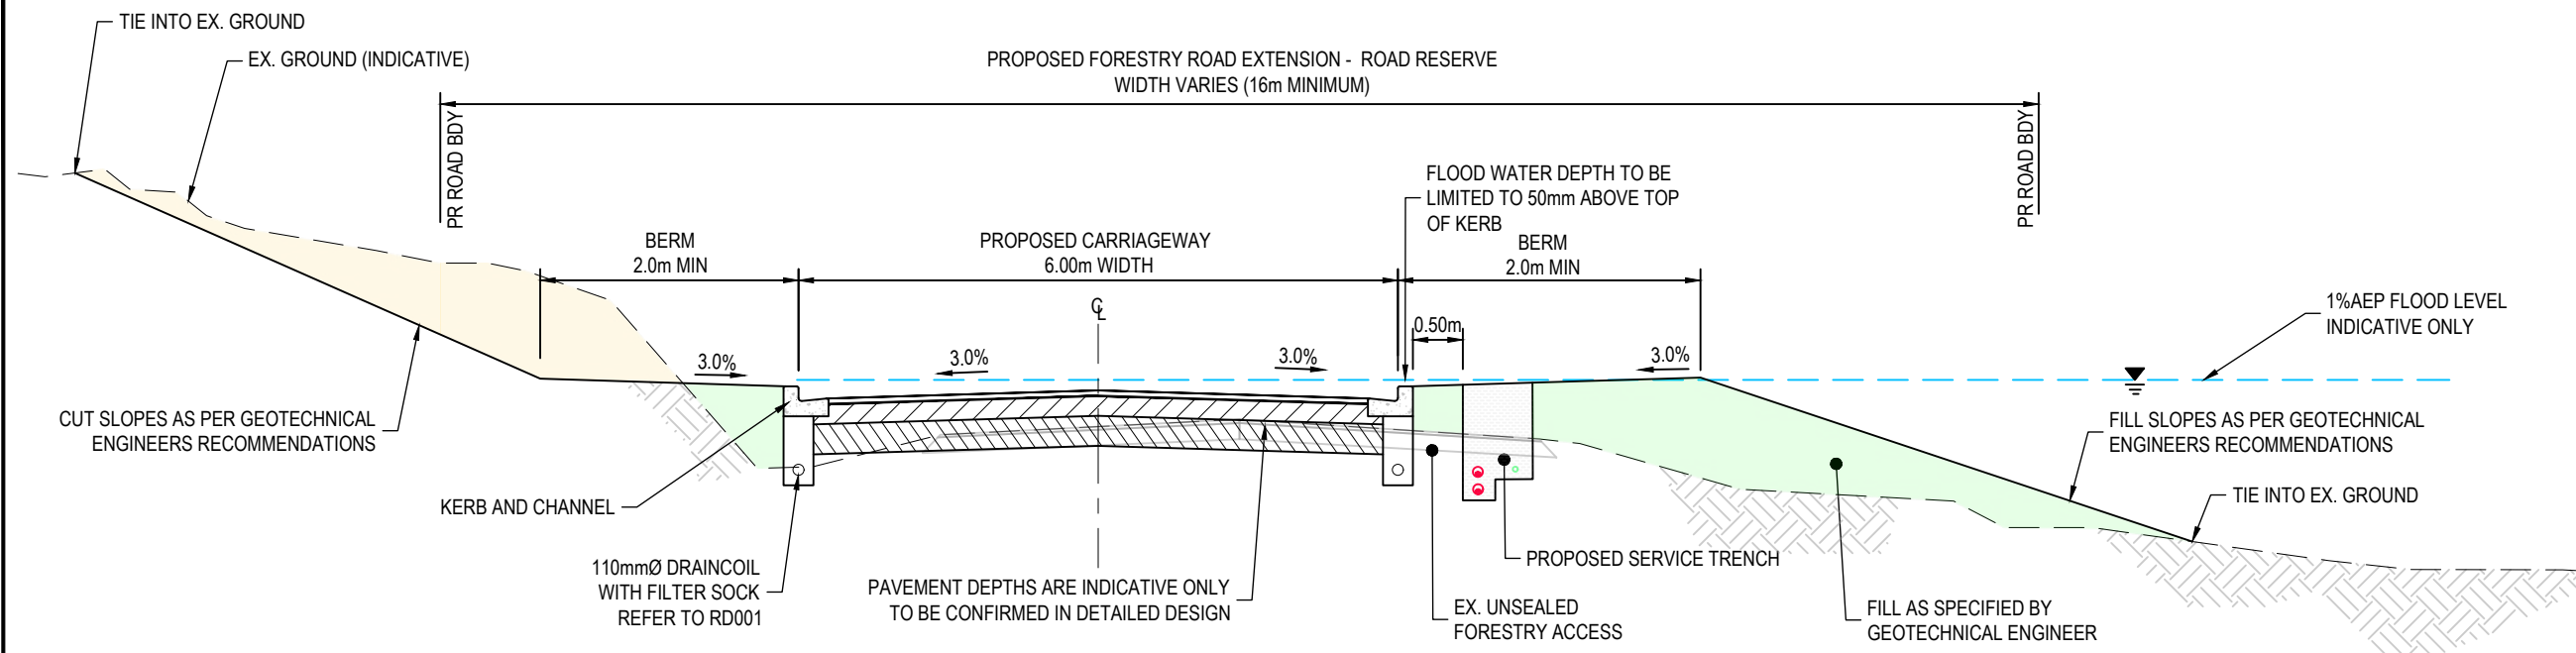 TIE INTO EX. GROUND
EX. GROUND (INDICATIVE)
PROPOSED FORESTRY ROAD EXTENSION - ROAD RESERVE
WIDTH VARIES (16m MINIMUM)
PR ROAD BDY
PR ROAD BDY
FLOOD WATER DEPTH TO BE
LIMITED TO 50mm ABOVE TOP
OF KERB
BERM
2.0m MIN
PROPOSED CARRIAGEWAY
6.00m WIDTH
BERM
2.0m MIN
1%AEP FLOOD LEVEL
INDICATIVE ONLY
CL
0.50m
3.0%
3.0%
3.0%
3.0%
CUT SLOPES AS PER GEOTECHNICAL
ENGINEERS RECOMMENDATIONS
FILL SLOPES AS PER GEOTECHNICAL
ENGINEERS RECOMMENDATIONS
KERB AND CHANNEL
TIE INTO EX. GROUND
110mmØ DRAINCOIL
WITH FILTER SOCK
REFER TO RD001
PAVEMENT DEPTHS ARE INDICATIVE ONLY
TO BE CONFIRMED IN DETAILED DESIGN
PROPOSED SERVICE TRENCH
EX. UNSEALED
FORESTRY ACCESS
FILL AS SPECIFIED BY
GEOTECHNICAL ENGINEER